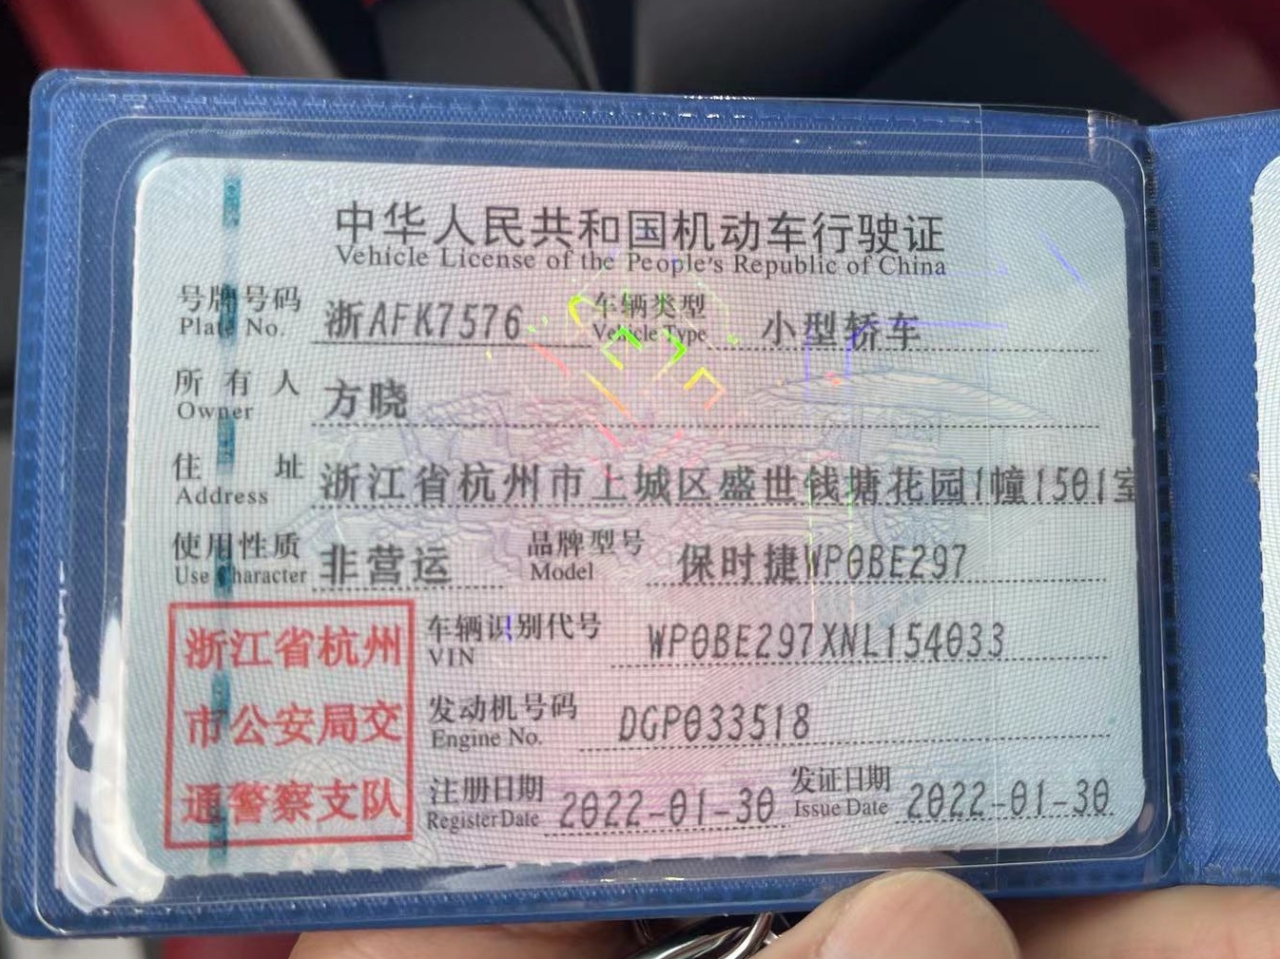 中华人民共和国机动车行驶证
Vehicle License of the People's Republic of China
号牌号码 浙AFK7576 车辆类型 小型轿车
Plate No. Vehicle Type
所有人 方晓
Owner
住址 浙江省杭州市上城区盛世钱塘花园1幢1501室
Address
使用性质 非营运 品牌型号 保时捷WP0BE297
Use Character Model
浙江省杭州
市公安局交
通警察支队
车辆识别代号 WP0BE297XNL154033
VIN
发动机号码 DGP033518
Engine No.
注册日期 2022-01-30 发证日期 2022-01-30
Register Date Issue Date